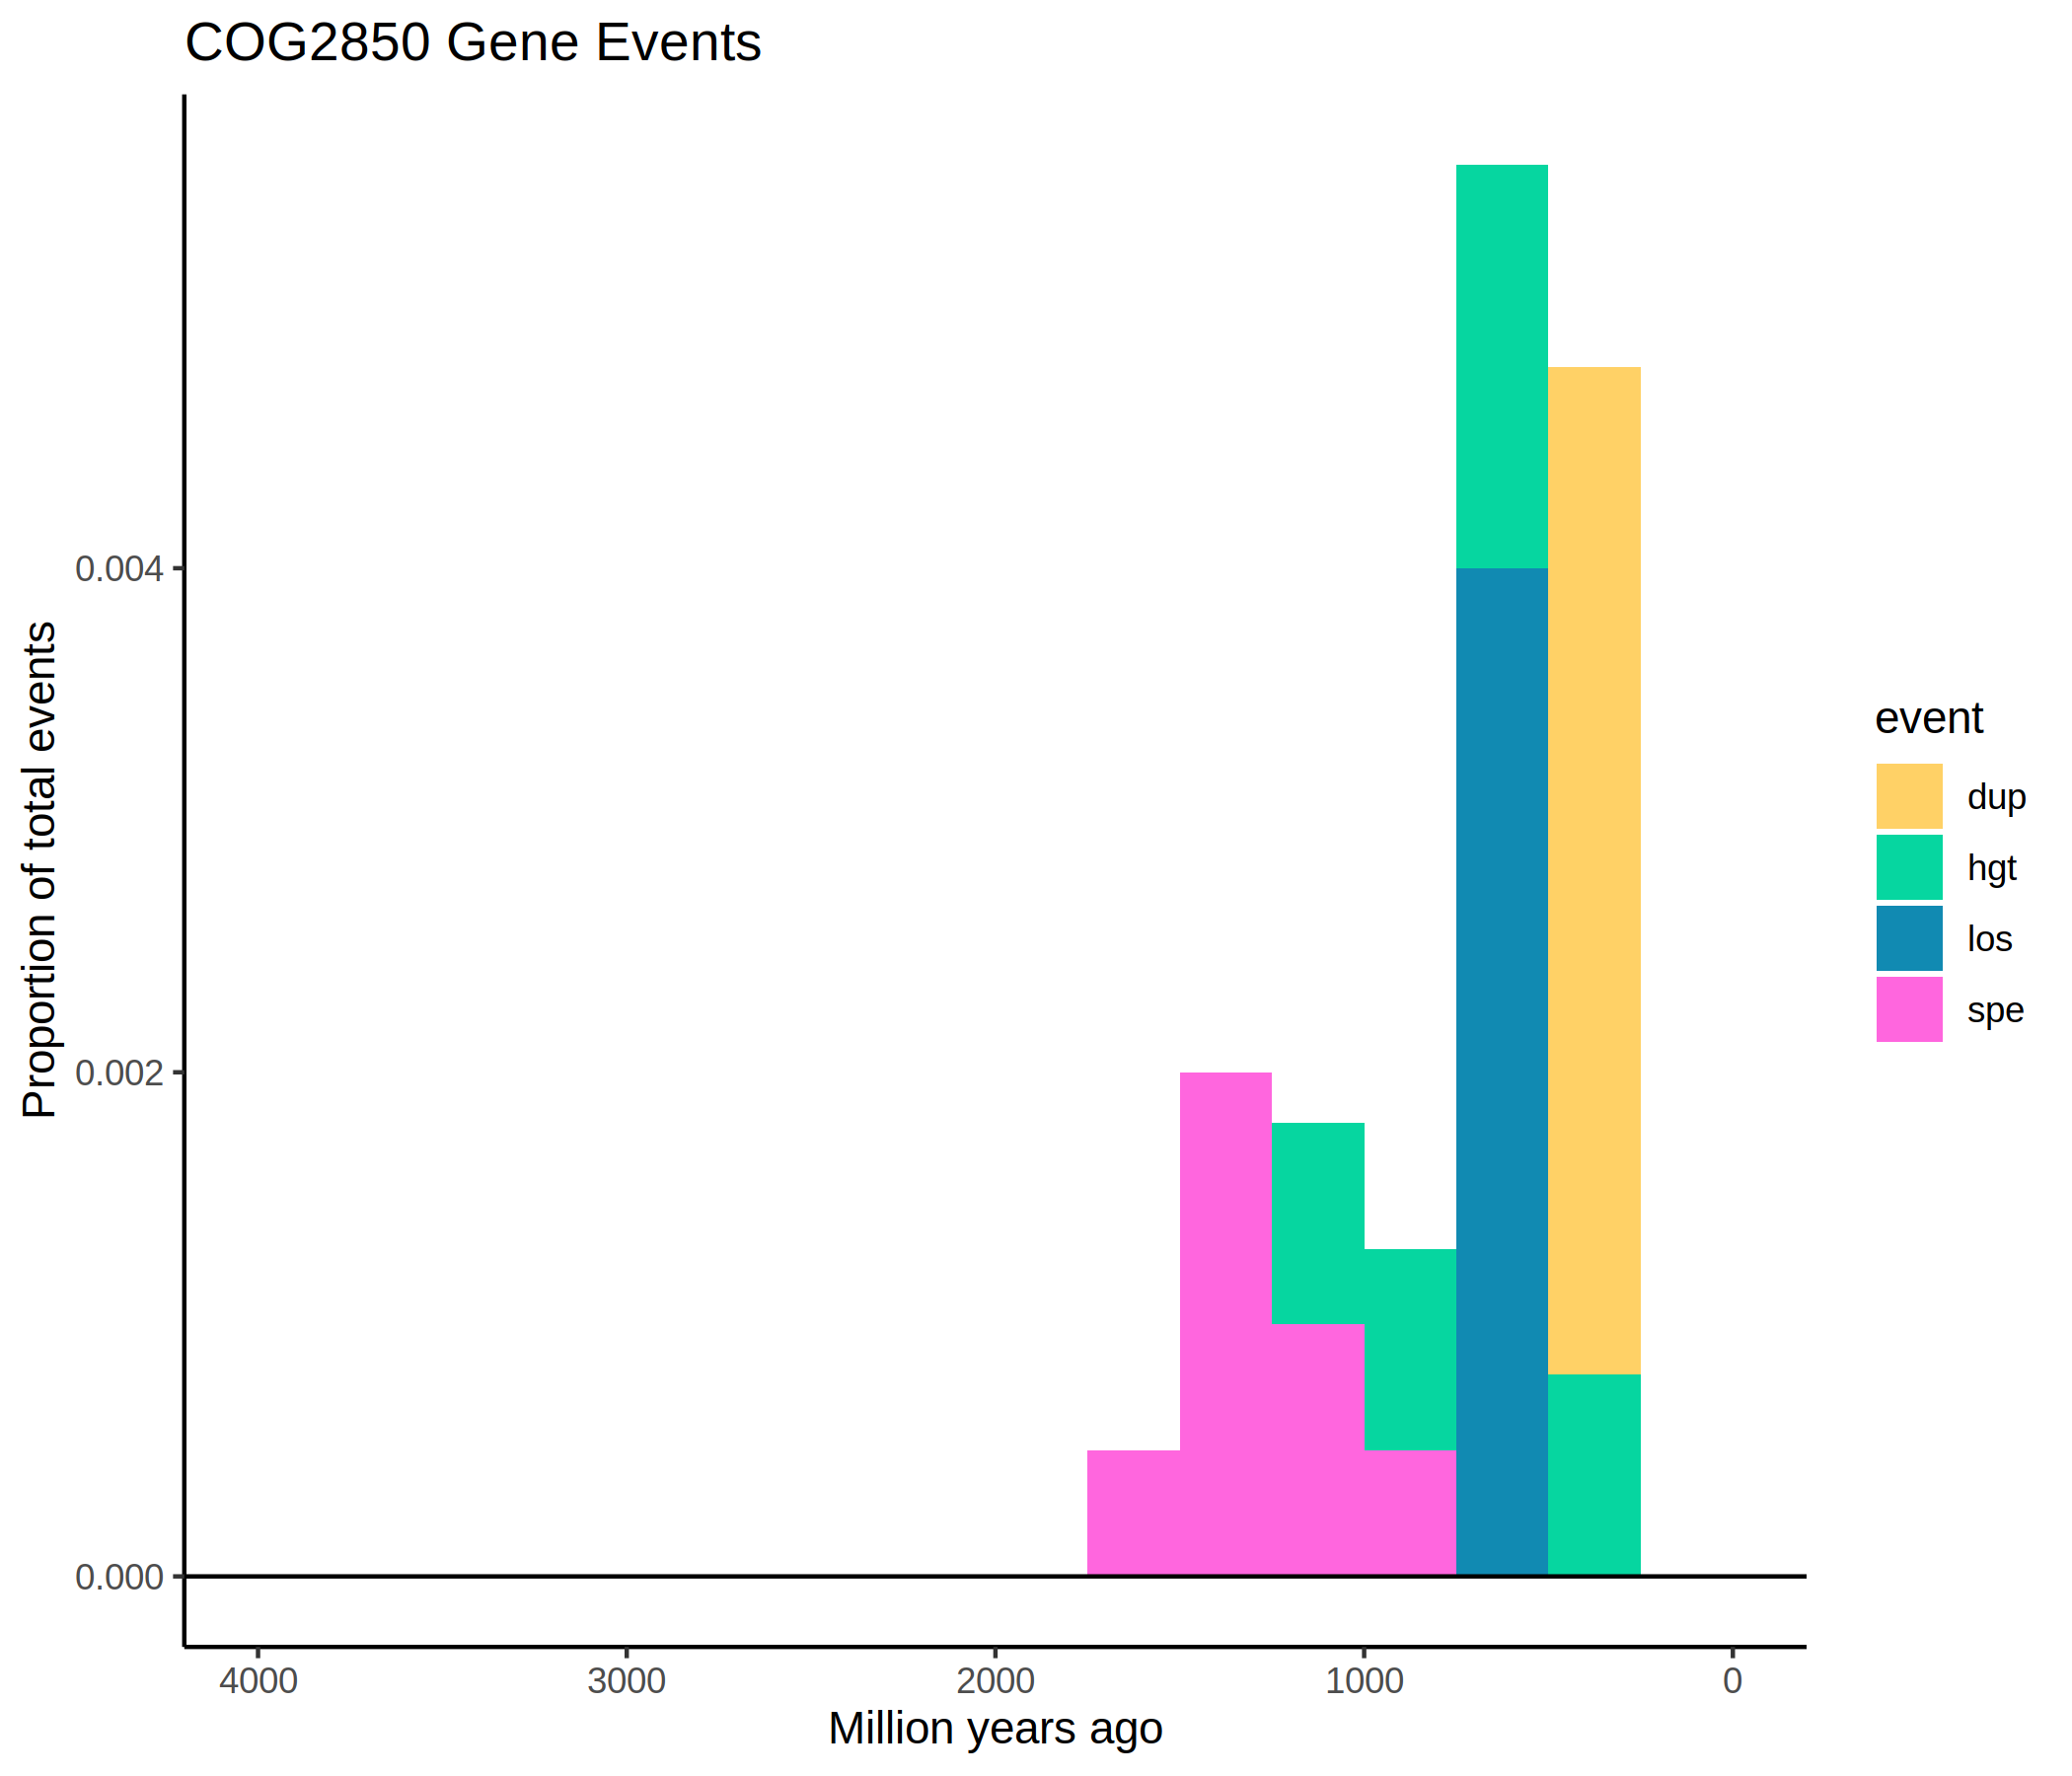 COG2850 Gene Events
Proportion of total events
0.004
0.002
0.000
4000 3000 2000 1000 0
Million years ago
event
dup
hgt
los
spe